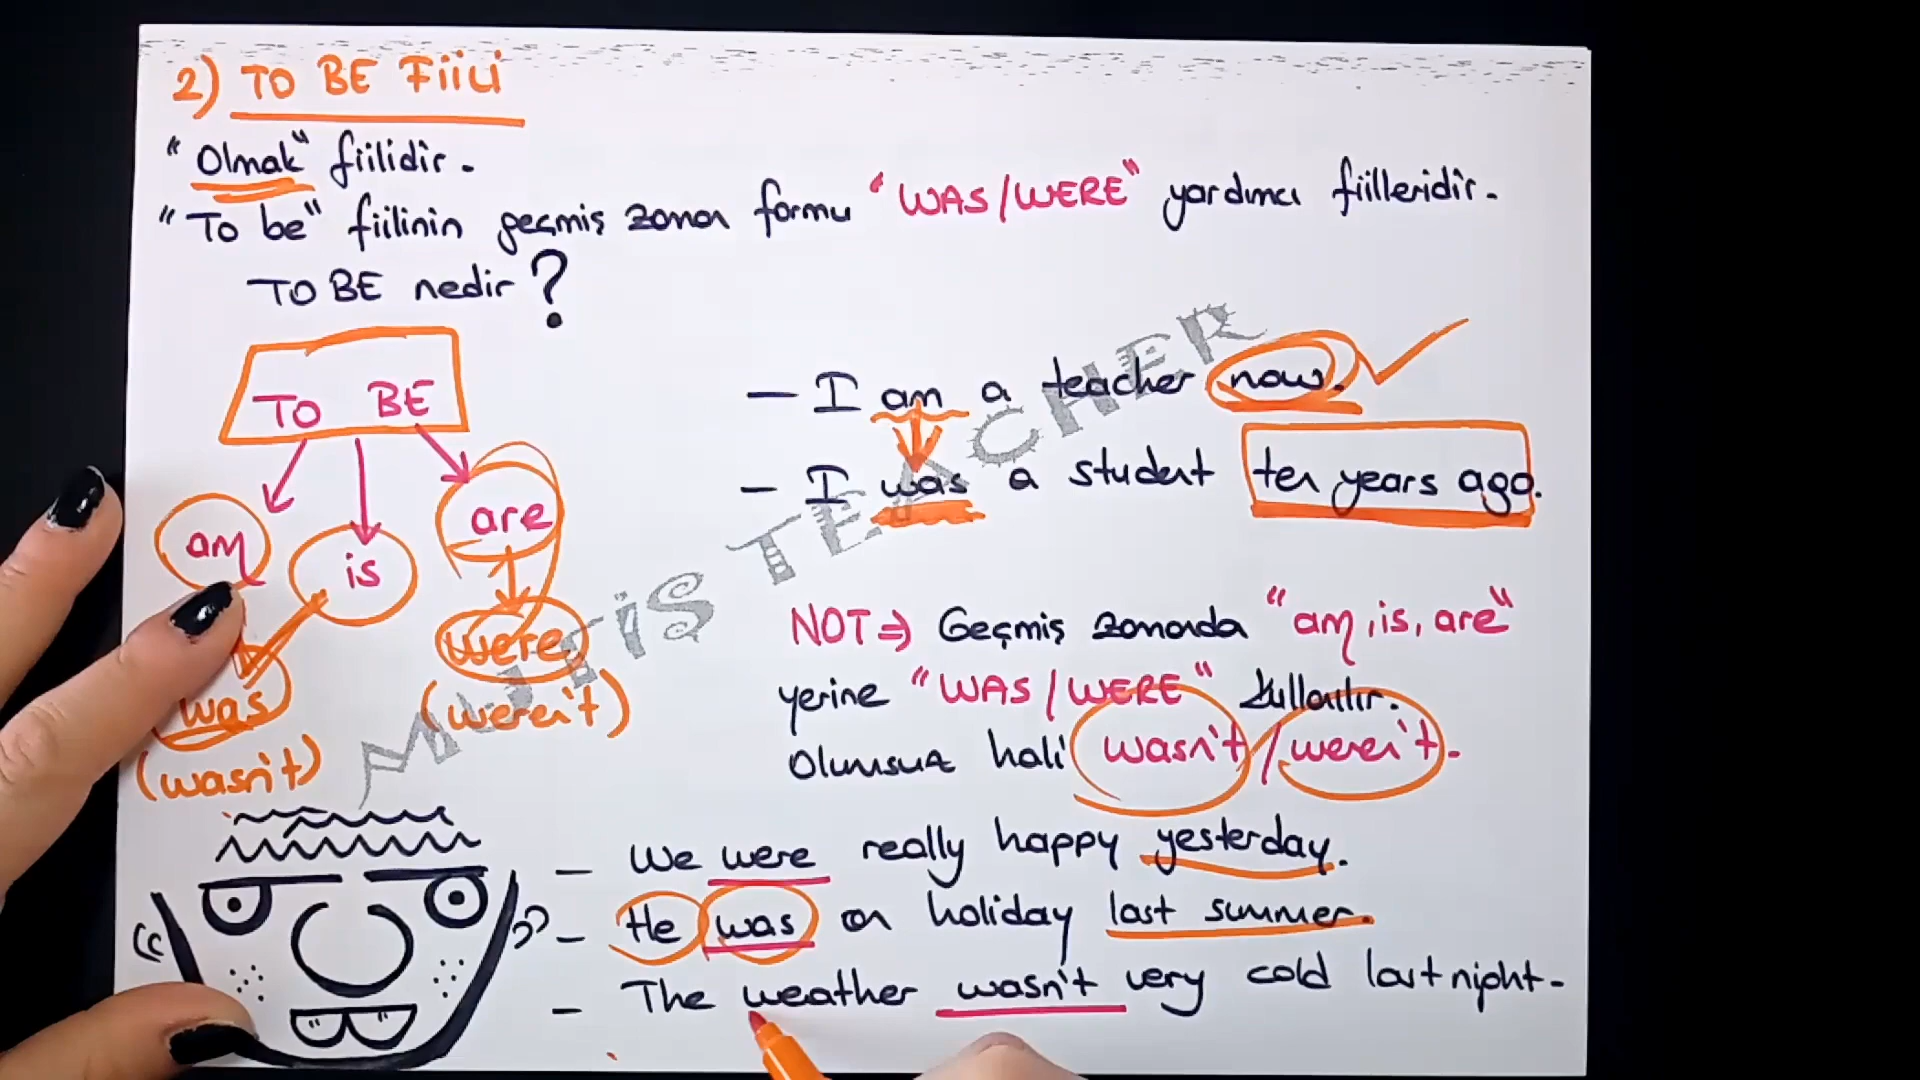 2) TO BE Fiili
"Olmak" fiilidir.
"To be" fiilinin geçmiş zaman formu "WAS/WERE" yardımcı fiilleridir.
TO BE nedir?
TO BE
am
is
are
was
were
(wasn't)
(weren't)
- I am a teacher now.
- I was a student ten years ago.
NOT => Geçmiş zamanda "am, is, are"
yerine "WAS/WERE" kullanılır.
Olumsuz hali wasn't / weren't.
- We were really happy yesterday.
- He was on holiday last summer.
- The weather wasn't very cold last night.
TEACHER